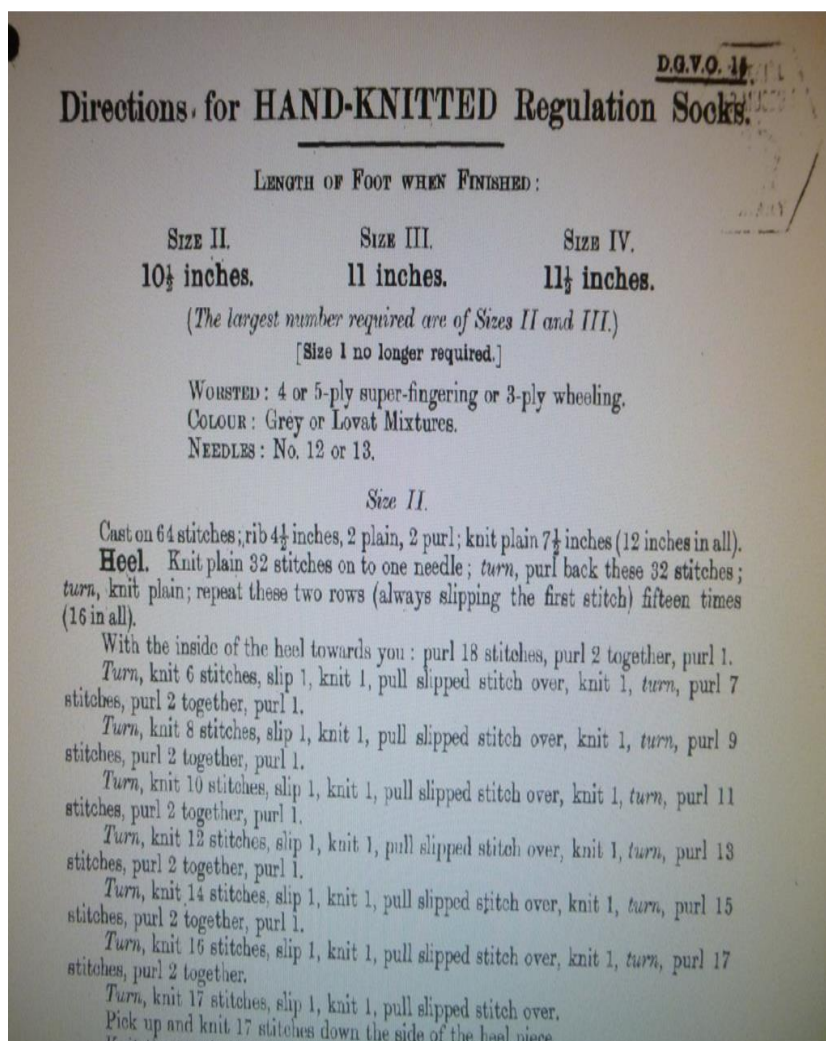 D.G.V.O.
Directions for HAND-KNITTED Regulation Socks.
LENGTH OF FOOT WHEN FINISHED:
SIZE II. SIZE III. SIZE IV.
10½ inches. 11 inches. 11½ inches.
(The largest number required are of Sizes II and III.)
[Size 1 no longer required.]
WORSTED: 4 or 5-ply super-fingering or 3-ply wheeling.
COLOUR: Grey or Lovat Mixtures.
NEEDLES: No. 12 or 13.
Size II.
Cast on 64 stitches; rib 4½ inches, 2 plain, 2 purl; knit plain 7½ inches (12 inches in all).
Heel. Knit plain 32 stitches on to one needle; turn, purl back these 32 stitches;
turn, knit plain; repeat these two rows (always slipping the first stitch) fifteen times
(16 in all).
With the inside of the heel towards you: purl 18 stitches, purl 2 together, purl 1.
Turn, knit 6 stitches, slip 1, knit 1, pull slipped stitch over, knit 1, turn, purl 7
stitches, purl 2 together, purl 1.
Turn, knit 8 stitches, slip 1, knit 1, pull slipped stitch over, knit 1, turn, purl 9
stitches, purl 2 together, purl 1.
Turn, knit 10 stitches, slip 1, knit 1, pull slipped stitch over, knit 1, turn, purl 11
stitches, purl 2 together, purl 1.
Turn, knit 12 stitches, slip 1, knit 1, pull slipped stitch over, knit 1, turn, purl 13
stitches, purl 2 together, purl 1.
Turn, knit 14 stitches, slip 1, knit 1, pull slipped stitch over, knit 1, turn, purl 15
stitches, purl 2 together, purl 1.
Turn, knit 16 stitches, slip 1, knit 1, pull slipped stitch over, knit 1, turn, purl 17
stitches, purl 2 together.
Turn, knit 17 stitches, slip 1, knit 1, pull slipped stitch over.
Pick up and knit 17 stitches down the side of the heel piece.